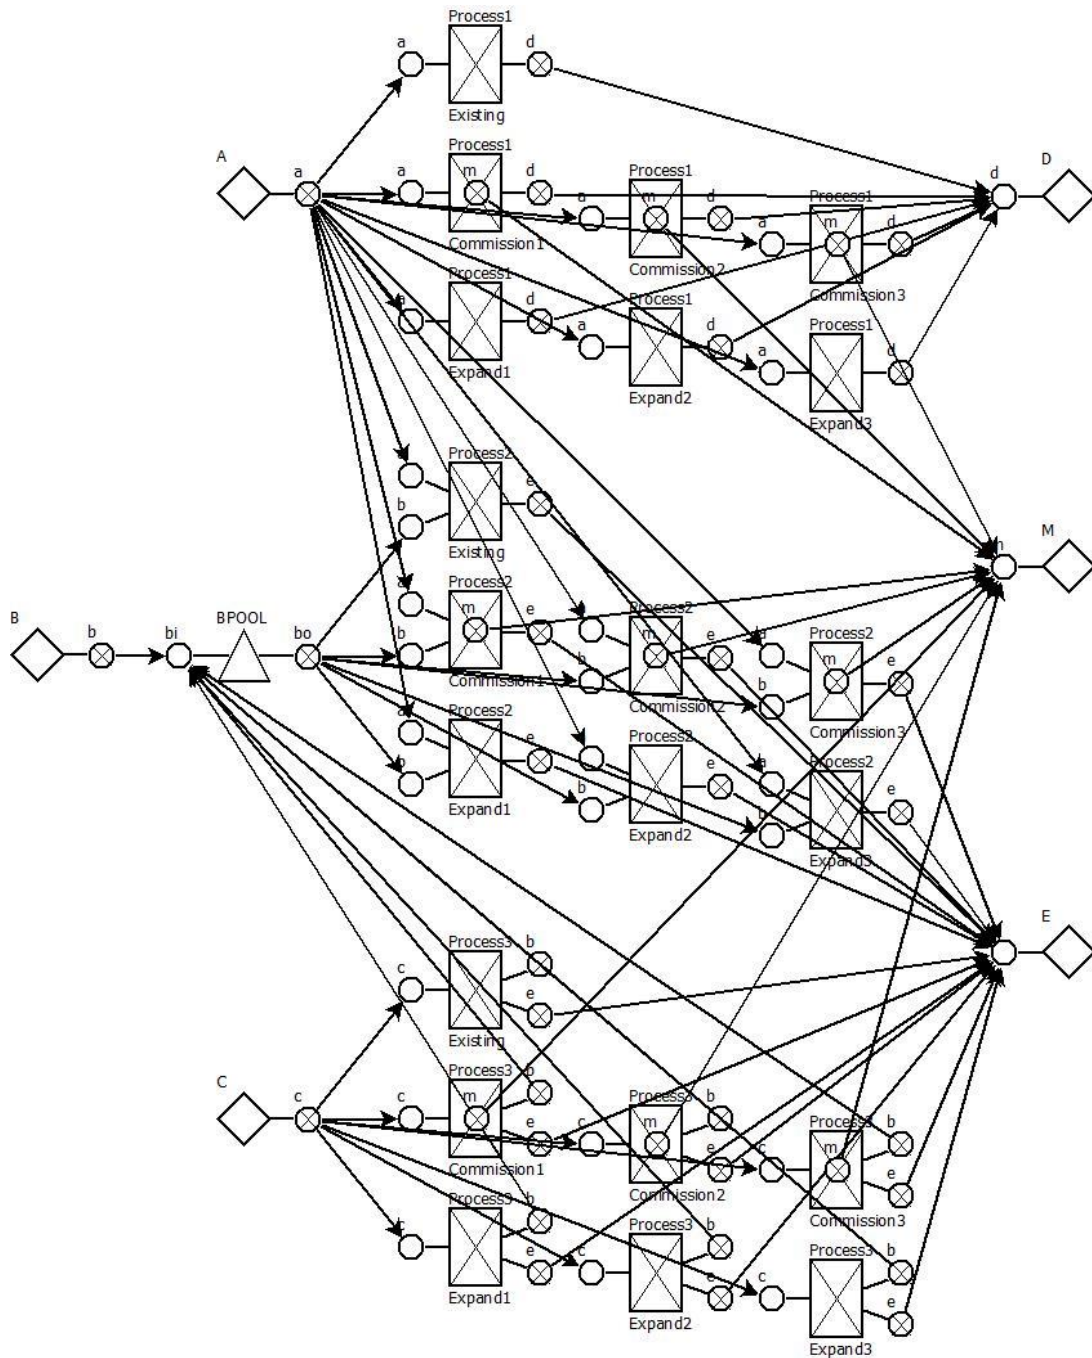 Process1
a d
Existing
A
a
Process1
a m d
Commission1
Process1
a m d
Commission2
Process1
a m d
Commission3
d
D
Process1
a d
Expand1
Process1
a d
Expand2
Process1
a d
Expand3
Process2
a
b e
Existing
M
m
Process2
a
m e
b
Commission1
Process2
m e
b
Commission2
Process2
a
m e
b
Commission3
B
b bi BPOOL bo
Process2
a
e
b
Expand1
Process2
e
b
Expand2
Process2
a
e
b
Expand3
E
Process3
b
c
e
Existing
C
c
Process3
b
c m
e
Commission1
Process3
b
c m
e
Commission2
Process3
b
c m
e
Commission3
Process3
b
c
e
Expand1
Process3
b
c
e
Expand2
Process3
b
c
e
Expand3